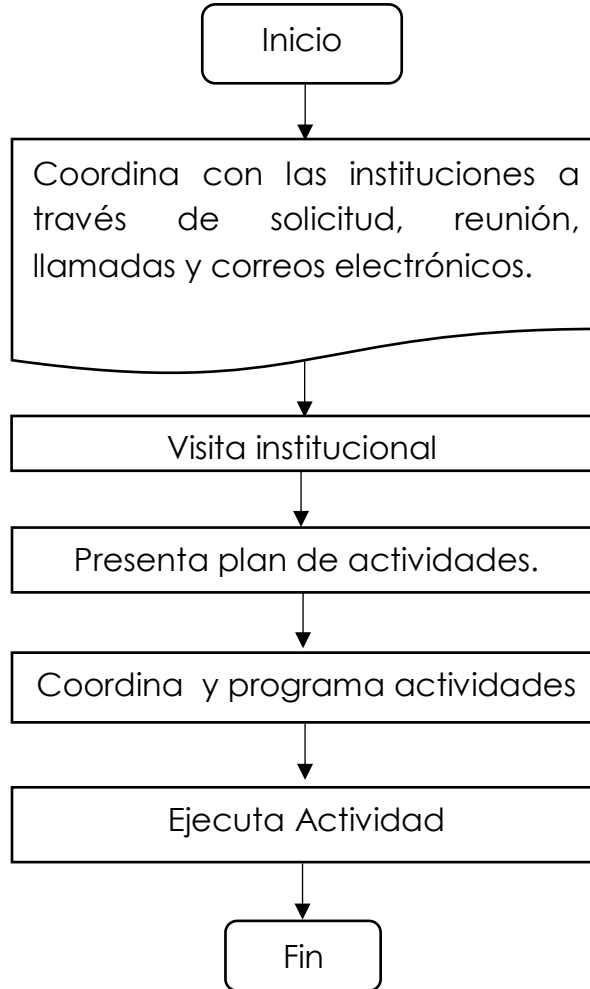 Inicio
Coordina con las instituciones a
través de solicitud, reunión,
llamadas y correos electrónicos.
Visita institucional
Presenta plan de actividades.
Coordina y programa actividades
Ejecuta Actividad
Fin